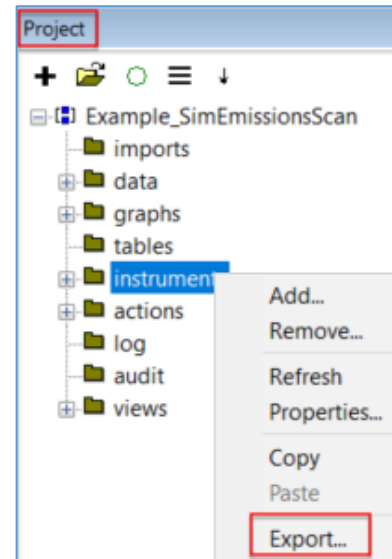 Project
Example_SimEmissionsScan
imports
data
graphs
tables
instrument
actions
log
audit
views
Add...
Remove...
Refresh
Properties...
Copy
Paste
Export...